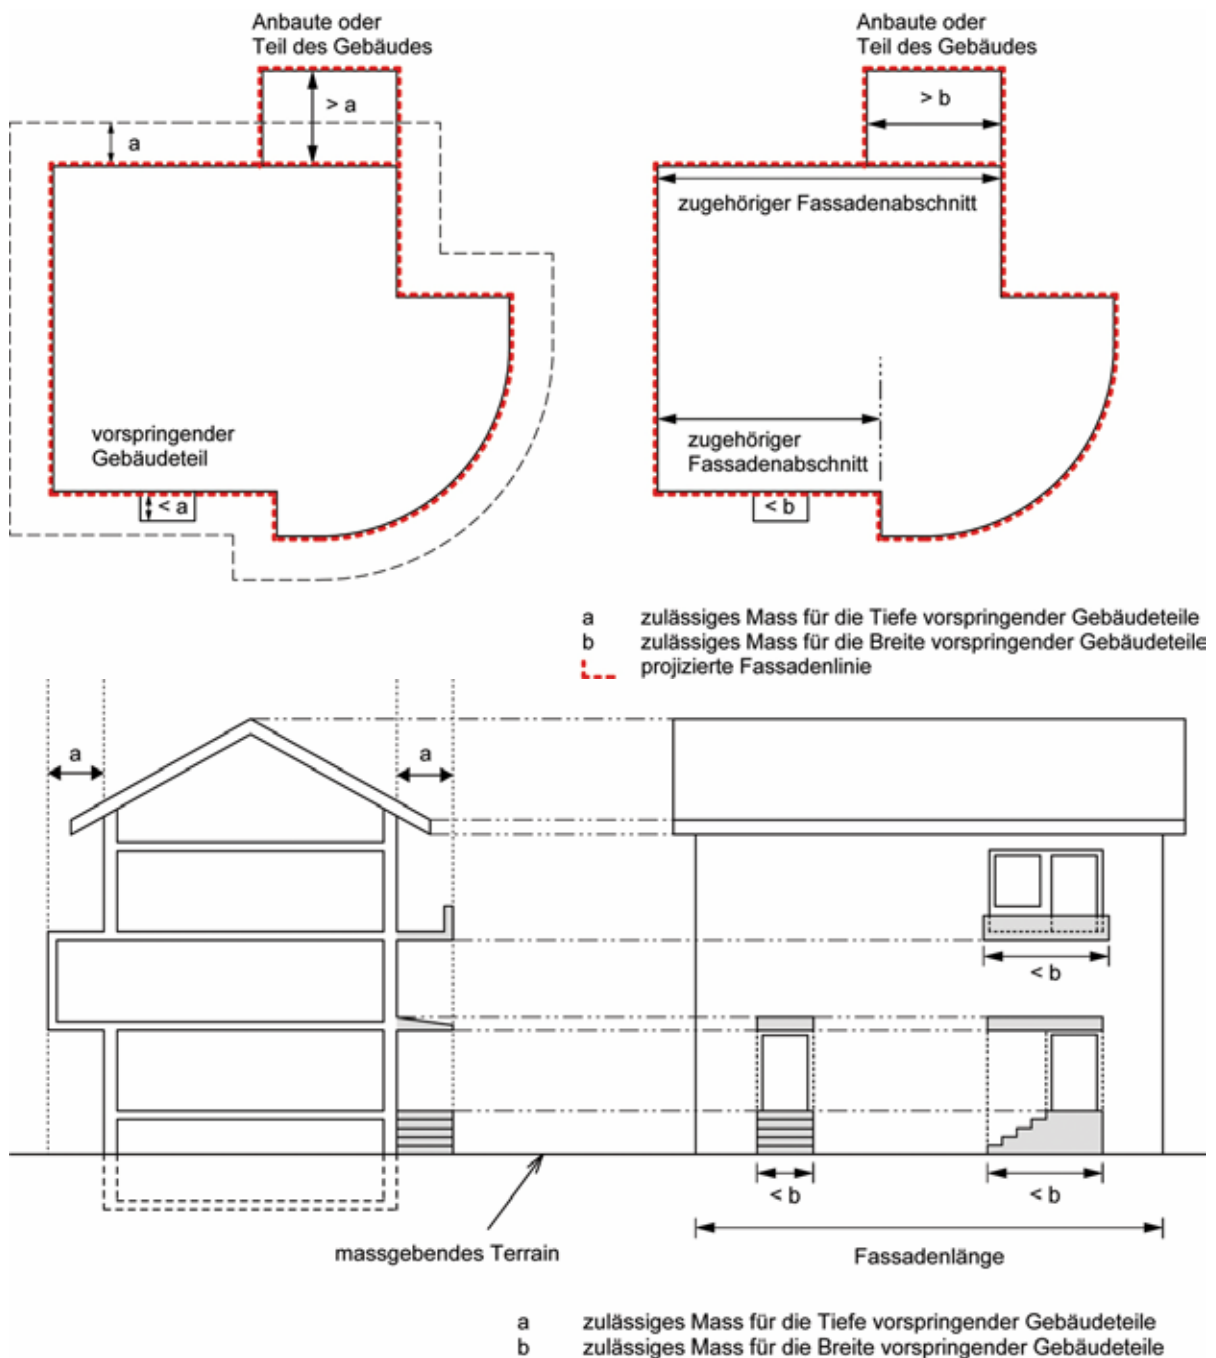 Anbaute oder
Teil des Gebäudes
> a
a
vorspringender
Gebäudeteil
< a
Anbaute oder
Teil des Gebäudes
> b
zugehöriger Fassadenabschnitt
zugehöriger
Fassadenabschnitt
< b
a zulässiges Mass für die Tiefe vorspringender Gebäudeteile
b zulässiges Mass für die Breite vorspringender Gebäudeteile
projizierte Fassadenlinie
a
a
< b
< b
< b
massgebendes Terrain
Fassadenlänge
a zulässiges Mass für die Tiefe vorspringender Gebäudeteile
b zulässiges Mass für die Breite vorspringender Gebäudeteile